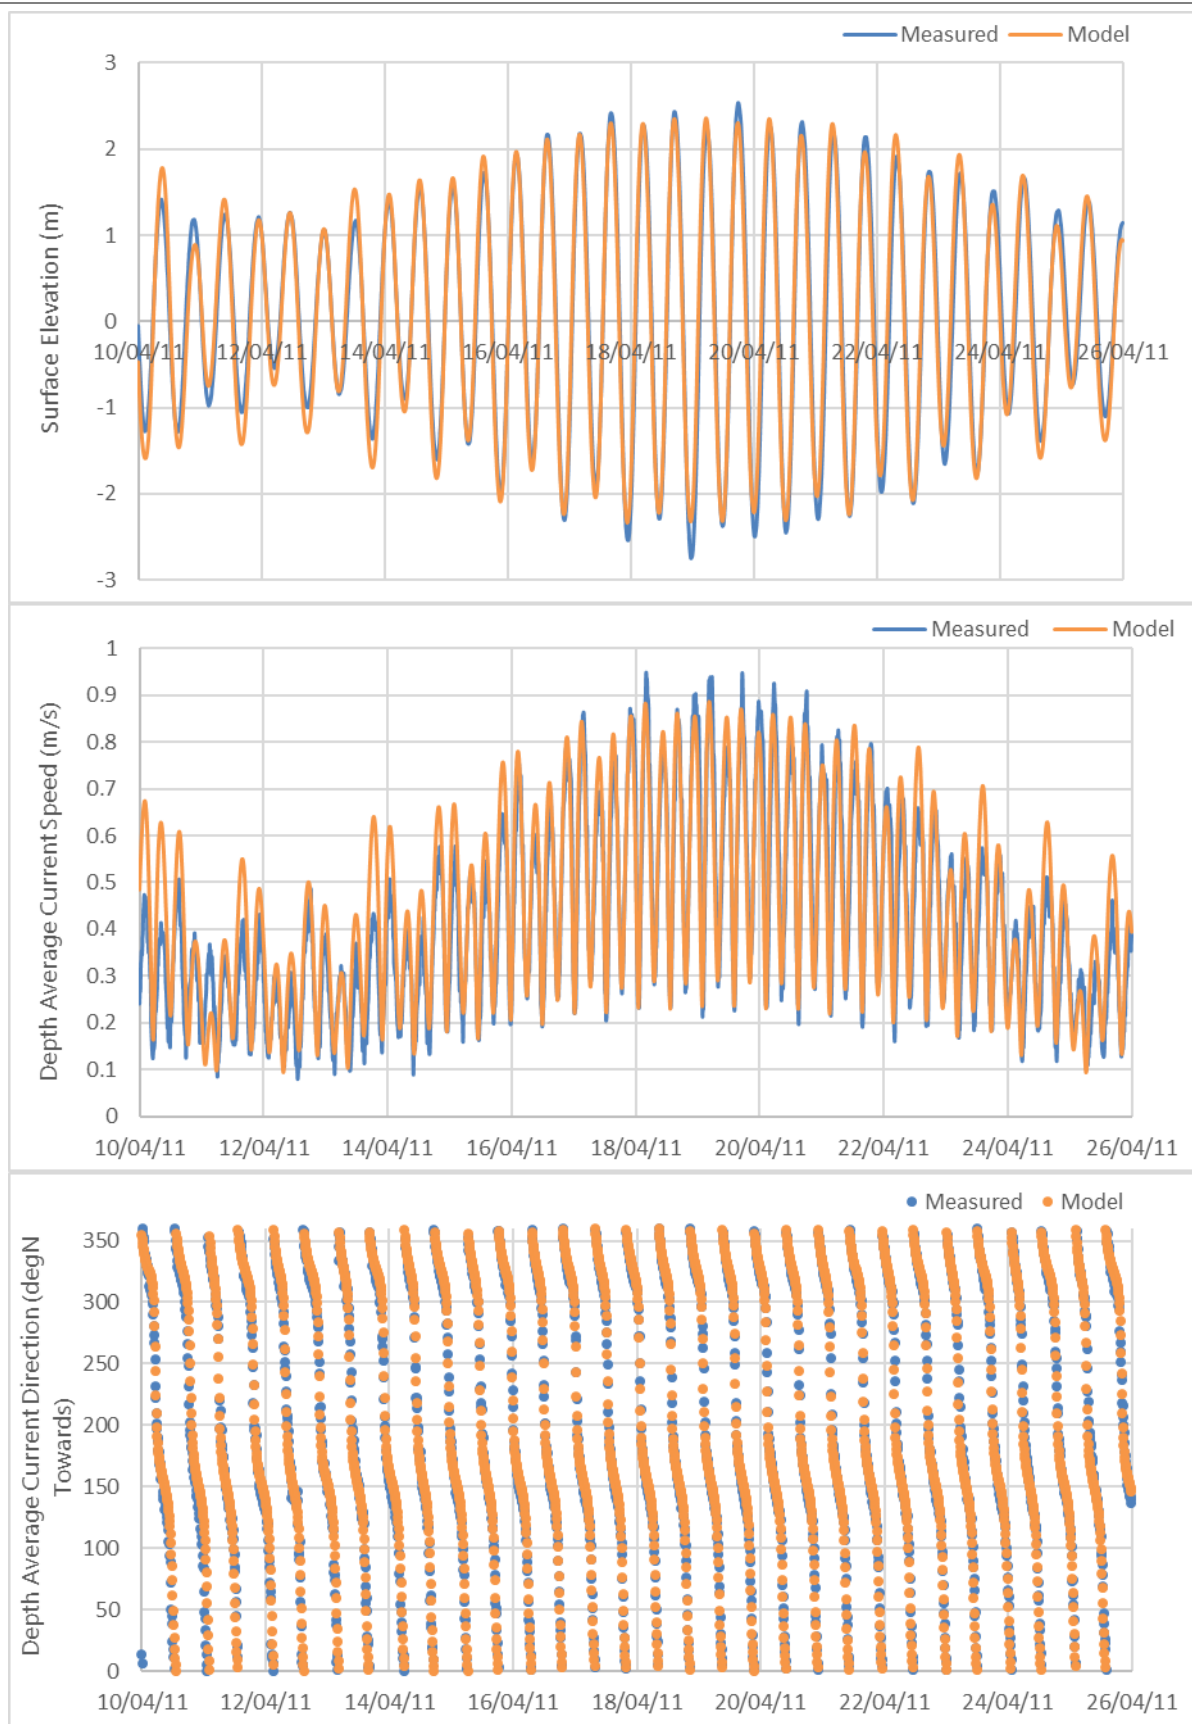 Measured Model
3
2
1
0
-1
-2
-3
Surface Elevation (m)
10/04/11 12/04/11 14/04/11 16/04/11 18/04/11 20/04/11 22/04/11 24/04/11 26/04/11
Measured Model
1
0.9
0.8
0.7
0.6
0.5
0.4
0.3
0.2
0.1
0
Depth Average Current Speed (m/s)
10/04/11 12/04/11 14/04/11 16/04/11 18/04/11 20/04/11 22/04/11 24/04/11 26/04/11
Measured Model
350
300
250
200
150
100
50
0
Depth Average Current Direction (degN
Towards)
10/04/11 12/04/11 14/04/11 16/04/11 18/04/11 20/04/11 22/04/11 24/04/11 26/04/11